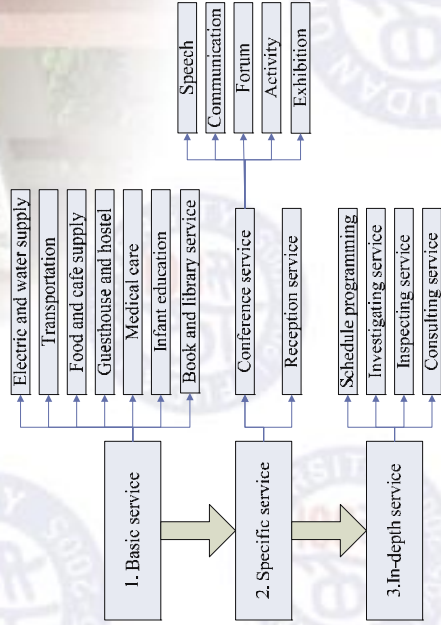 1. Basic service
Electric and water supply
Transportation
Food and cafe supply
Guesthouse and hostel
Medical care
Infant education
Book and library service
2. Specific service
Conference service
Speech
Communication
Forum
Activity
Exhibition
Reception service
3.In-depth service
Schedule programming
Investigating service
Inspecting service
Consulting service